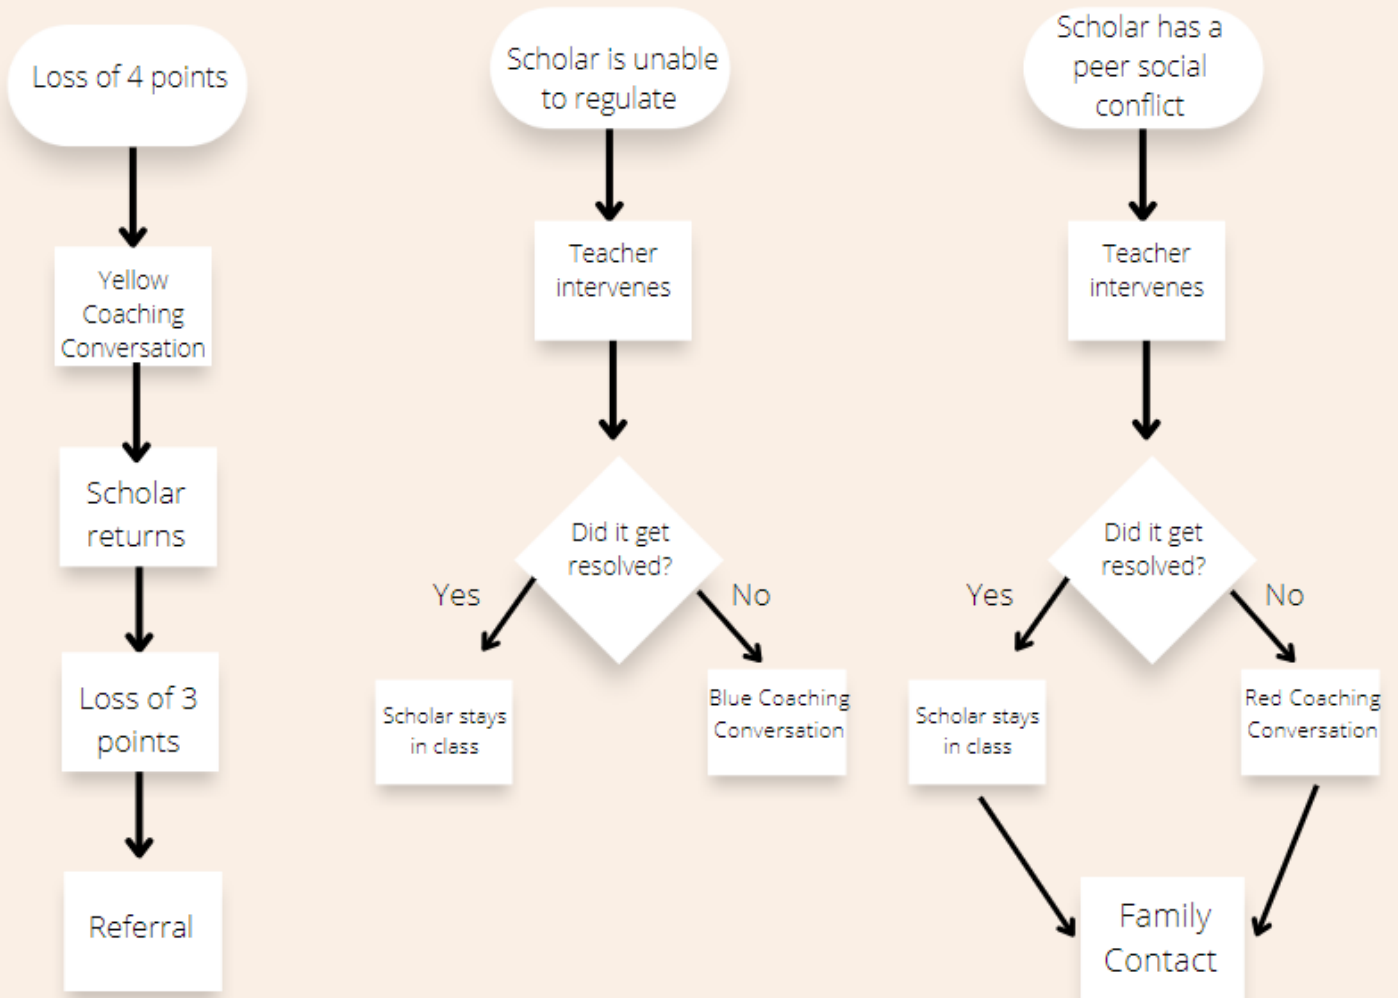 Loss of 4 points
Yellow
Coaching
Conversation
Scholar
returns
Loss of 3
points
Referral
Scholar is unable
to regulate
Teacher
intervenes
Did it get
resolved?
Yes
No
Scholar stays
in class
Blue Coaching
Conversation
Scholar has a
peer social
conflict
Teacher
intervenes
Did it get
resolved?
Yes
No
Scholar stays
in class
Red Coaching
Conversation
Family
Contact